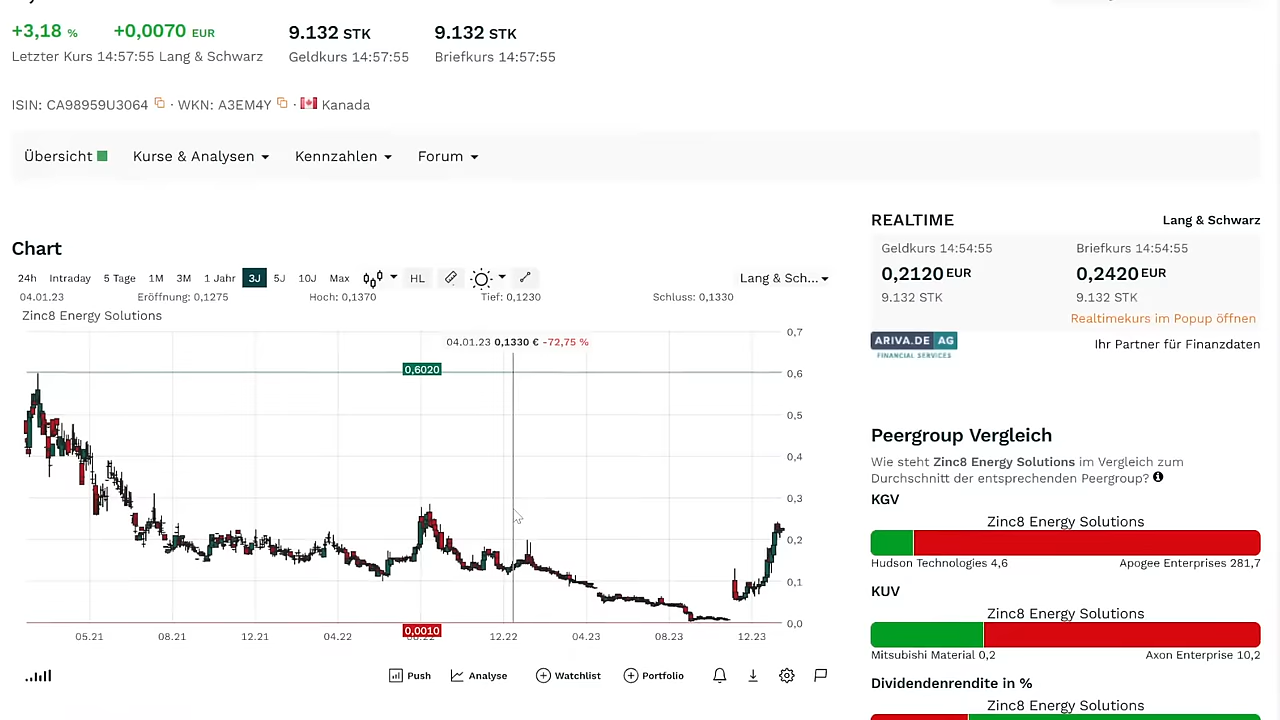 +3,18 % +0,0070 EUR 9.132 STK 9.132 STK
Letzter Kurs 14:57:55 Lang & Schwarz Geldkurs 14:57:55 Briefkurs 14:57:55
ISIN: CA98959U3064 · WKN: A3EM4Y · Kanada
Übersicht Kurse & Analysen Kennzahlen Forum
Chart
24h Intraday 5 Tage 1M 3M 1 Jahr 3J 5J 10J Max HL Lang & Sch...
04.01.23 Eröffnung: 0,1275 Hoch: 0,1370 Tief: 0,1230 Schluss: 0,1330
Zinc8 Energy Solutions
04.01.23 0,1330 € -72,75 %
0,6020
0,7
0,6
0,5
0,4
0,3
0,2
0,1
0,0
0,0010
05.21 08.21 12.21 04.22 12.22 04.23 08.23 12.23
Push Analyse Watchlist Portfolio
REALTIME Lang & Schwarz
Geldkurs 14:54:55 Briefkurs 14:54:55
0,2120 EUR 0,2420 EUR
9.132 STK 9.132 STK
Realtimekurs im Popup öffnen
ARIVA.DE AG
FINANCIAL SERVICES
Ihr Partner für Finanzdaten
Peergroup Vergleich
Wie steht Zinc8 Energy Solutions im Vergleich zum
Durchschnitt der entsprechenden Peergroup?
KGV
Zinc8 Energy Solutions
Hudson Technologies 4,6 Apogee Enterprises 281,7
KUV
Zinc8 Energy Solutions
Mitsubishi Material 0,2 Axon Enterprise 10,2
Dividendenrendite in %
Zinc8 Energy Solutions